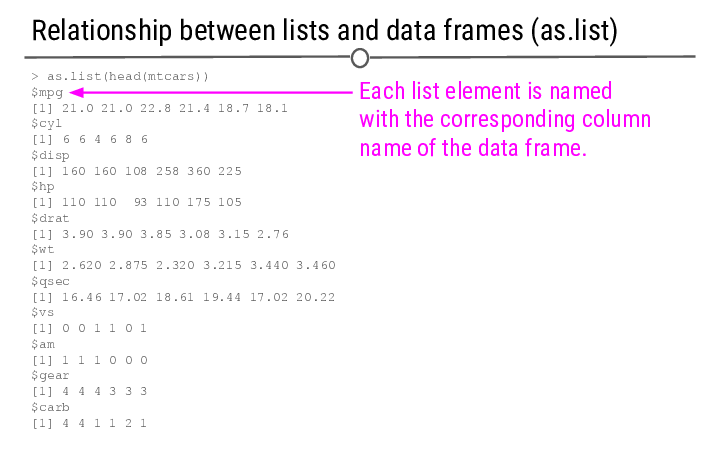 Relationship between lists and data frames (as.list)
> as.list(head(mtcars))
$mpg
[1] 21.0 21.0 22.8 21.4 18.7 18.1
$cyl
[1] 6 6 4 6 8 6
$disp
[1] 160 160 108 258 360 225
$hp
[1] 110 110  93 110 175 105
$drat
[1] 3.90 3.90 3.85 3.08 3.15 2.76
$wt
[1] 2.620 2.875 2.320 3.215 3.440 3.460
$qsec
[1] 16.46 17.02 18.61 19.44 17.02 20.22
$vs
[1] 0 0 1 1 0 1
$am
[1] 1 1 1 0 0 0
$gear
[1] 4 4 4 3 3 3
$carb
[1] 4 4 1 1 2 1
Each list element is named
with the corresponding column
name of the data frame.